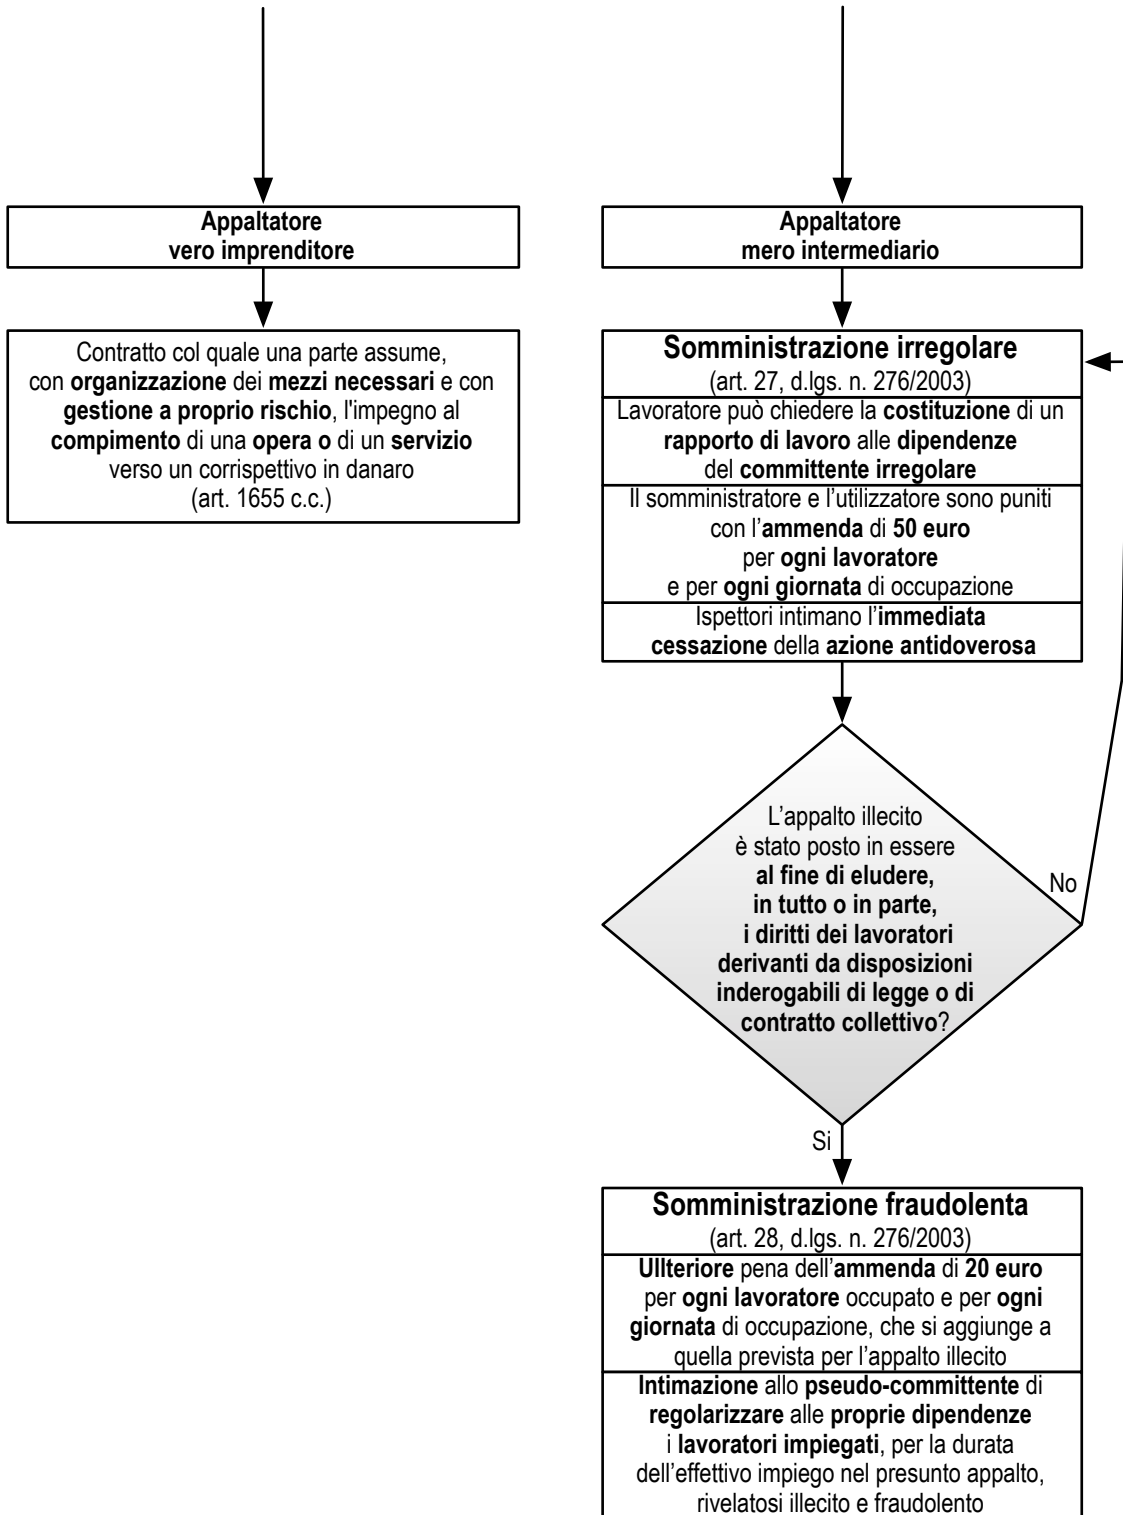 Appaltatore
vero imprenditore
Contratto col quale una parte assume,
con organizzazione dei mezzi necessari e con
gestione a proprio rischio, l'impegno al
compimento di una opera o di un servizio
verso un corrispettivo in danaro
(art. 1655 c.c.)
Appaltatore
mero intermediario
Somministrazione irregolare
(art. 27, d.lgs. n. 276/2003)
Lavoratore può chiedere la costituzione di un
rapporto di lavoro alle dipendenze
del committente irregolare
Il somministratore e l’utilizzatore sono puniti
con l’ammenda di 50 euro
per ogni lavoratore
e per ogni giornata di occupazione
Ispettori intimano l’immediata
cessazione della azione antidoverosa
L’appalto illecito
è stato posto in essere
al fine di eludere,
in tutto o in parte,
i diritti dei lavoratori
derivanti da disposizioni
inderogabili di legge o di
contratto collettivo?
No
Si
Somministrazione fraudolenta
(art. 28, d.lgs. n. 276/2003)
Ullteriore pena dell’ammenda di 20 euro
per ogni lavoratore occupato e per ogni
giornata di occupazione, che si aggiunge a
quella prevista per l’appalto illecito
Intimazione allo pseudo-committente di
regolarizzare alle proprie dipendenze
i lavoratori impiegati, per la durata
dell’effettivo impiego nel presunto appalto,
rivelatosi illecito e fraudolento